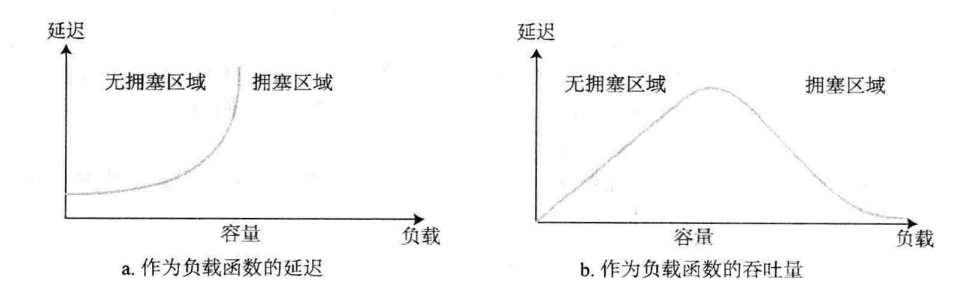 延迟
无拥塞区域
拥塞区域
容量
负载
a. 作为负载函数的延迟
延迟
无拥塞区域
拥塞区域
容量
负载
b. 作为负载函数的吞吐量